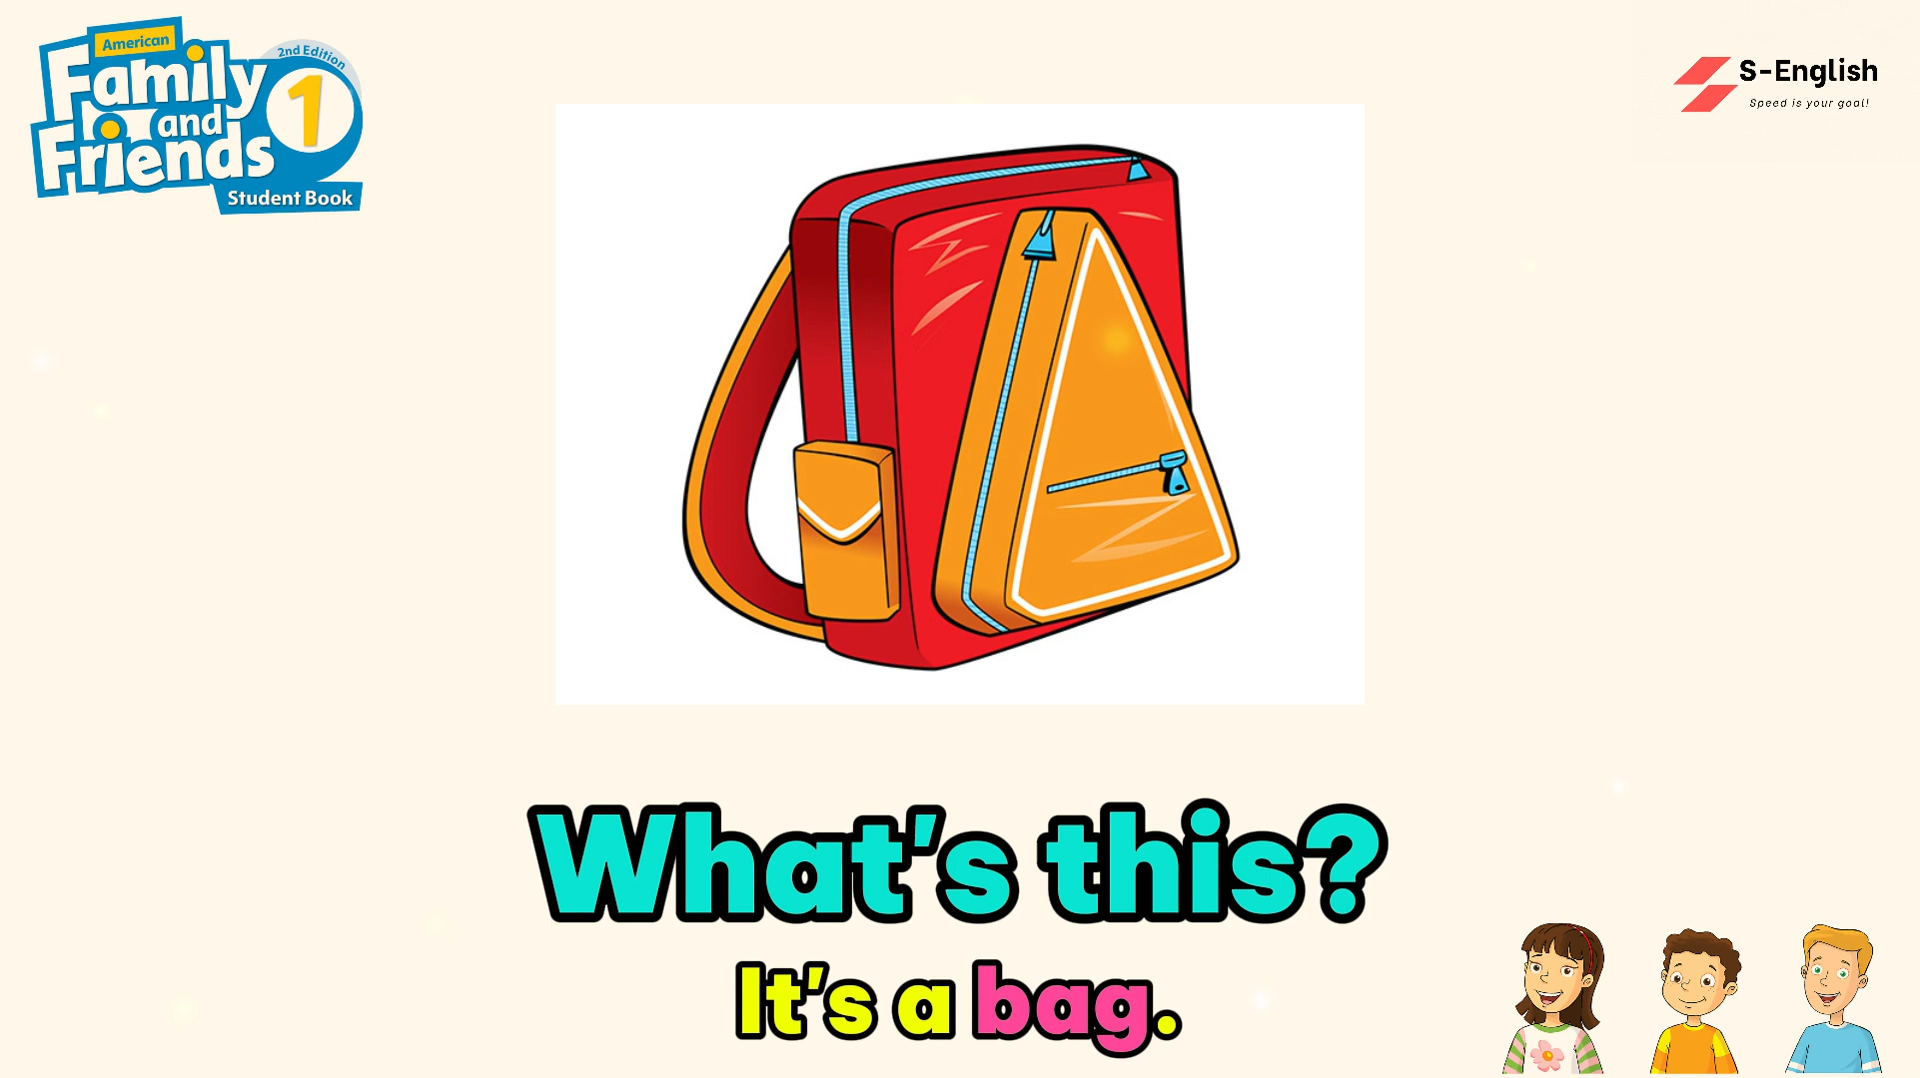 American
Family
and
Friends
2nd Edition
1
Student Book
S-English
Speed is your goal!
What's this?
It's a bag.